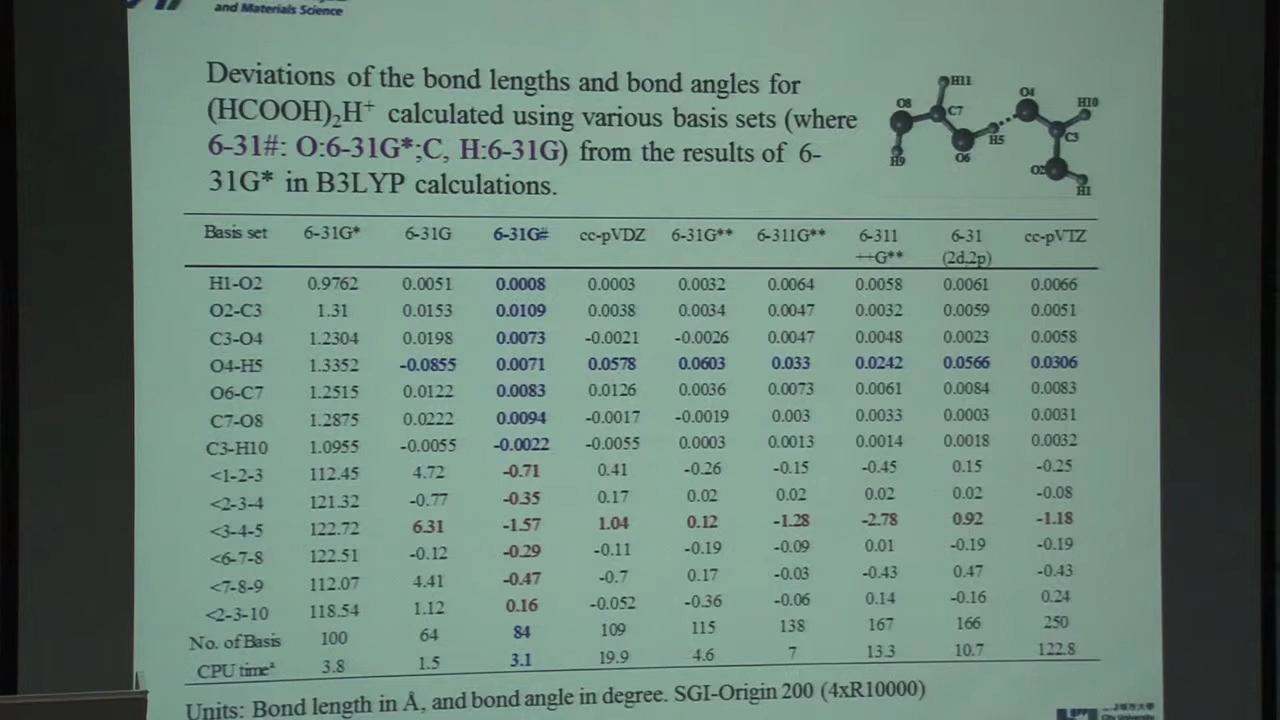 and Materials Science
Deviations of the bond lengths and bond angles for
(HCOOH)₂H⁺ calculated using various basis sets (where
6-31#: O:6-31G*;C, H:6-31G) from the results of 6-
31G* in B3LYP calculations.
H11
O8
C7
O4
H10
H5
C3
O6
H9
O2
H1
Basis set 6-31G* 6-31G 6-31G# cc-pVDZ 6-31G** 6-311G** 6-311 6-31 cc-pVTZ
++G** (2d,2p)
H1-O2 0.9762 0.0051 0.0008 0.0003 0.0032 0.0064 0.0058 0.0061 0.0066
O2-C3 1.31 0.0153 0.0109 0.0038 0.0034 0.0047 0.0032 0.0059 0.0051
C3-O4 1.2304 0.0198 0.0073 -0.0021 -0.0026 0.0047 0.0048 0.0023 0.0058
O4-H5 1.3352 -0.0855 0.0071 0.0578 0.0603 0.033 0.0242 0.0566 0.0306
O6-C7 1.2515 0.0122 0.0083 0.0126 0.0036 0.0073 0.0061 0.0084 0.0083
C7-O8 1.2875 0.0222 0.0094 -0.0017 -0.0019 0.003 0.0033 0.0003 0.0031
C3-H10 1.0955 -0.0055 -0.0022 -0.0055 0.0003 0.0013 0.0014 0.0018 0.0032
<1-2-3 112.45 4.72 -0.71 0.41 -0.26 -0.15 -0.45 0.15 -0.25
<2-3-4 121.32 -0.77 -0.35 0.17 0.02 0.02 0.02 0.02 -0.08
<3-4-5 122.72 6.31 -1.57 1.04 0.12 -1.28 -2.78 0.92 -1.18
<6-7-8 122.51 -0.12 -0.29 -0.11 -0.19 -0.09 0.01 -0.19 -0.19
<7-8-9 112.07 4.41 -0.47 -0.7 0.17 -0.03 -0.43 0.47 -0.43
<2-3-10 118.54 1.12 0.16 -0.052 -0.36 -0.06 0.14 -0.16 0.24
No. of Basis 100 64 84 109 115 138 167 166 250
CPU timeª 3.8 1.5 3.1 19.9 4.6 7 13.3 10.7 122.8
Units: Bond length in Å, and bond angle in degree. SGI-Origin 200 (4xR10000)